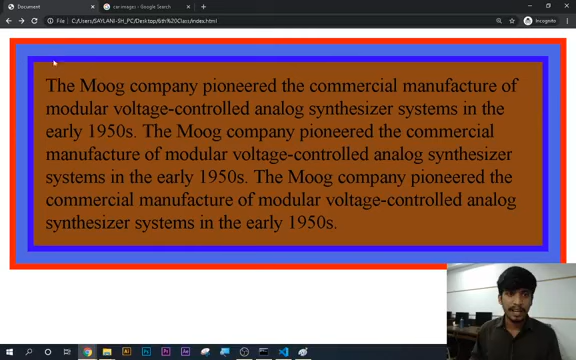 Document
car-images - Google Search
File | C:/Users/SAYLANI-SH_PC/Desktop/6th%20Class/index.html
Incognito
The Moog company pioneered the commercial manufacture of
modular voltage-controlled analog synthesizer systems in the
early 1950s. The Moog company pioneered the commercial
manufacture of modular voltage-controlled analog synthesizer
systems in the early 1950s. The Moog company pioneered the
commercial manufacture of modular voltage-controlled analog
synthesizer systems in the early 1950s.